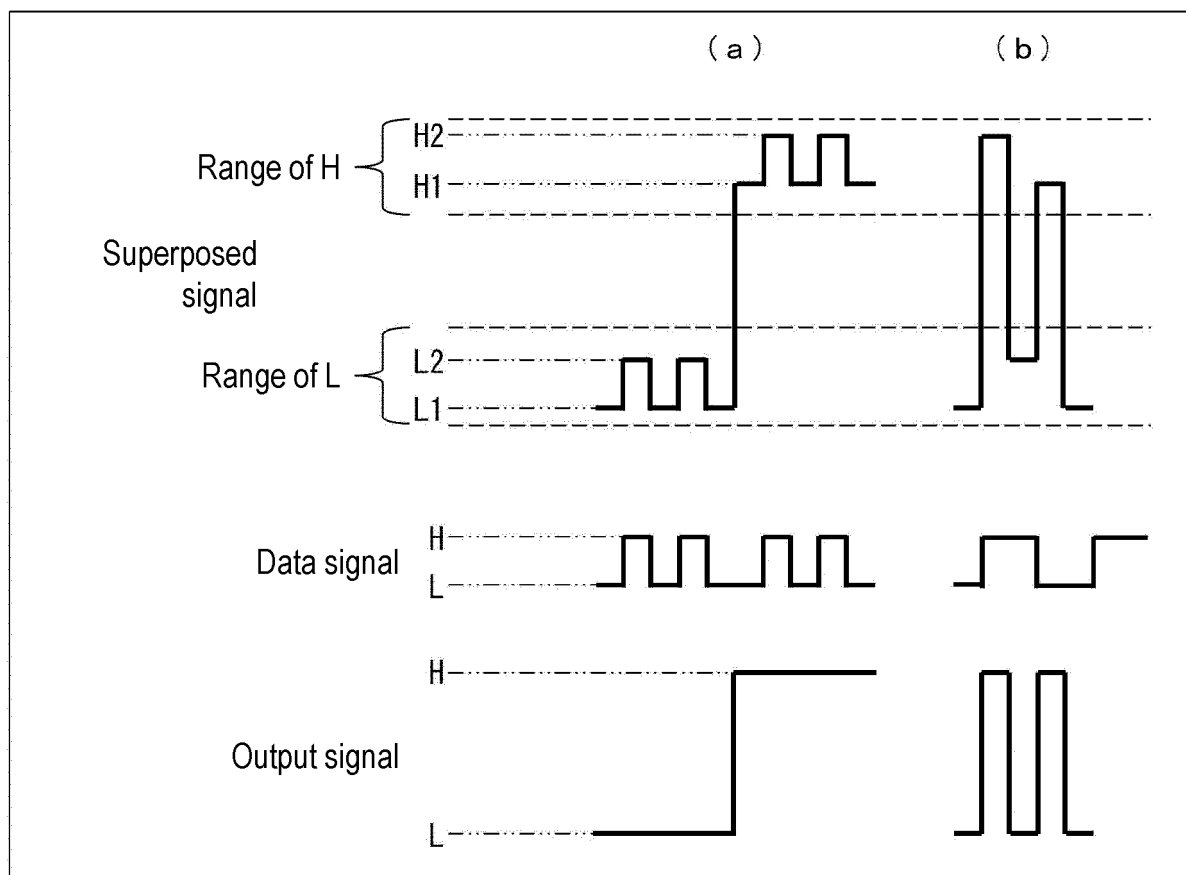 (a)
(b)
H2
Range of H
H1
Superposed
signal
L2
Range of L
L1
H
Data signal
L
H
Output signal
L